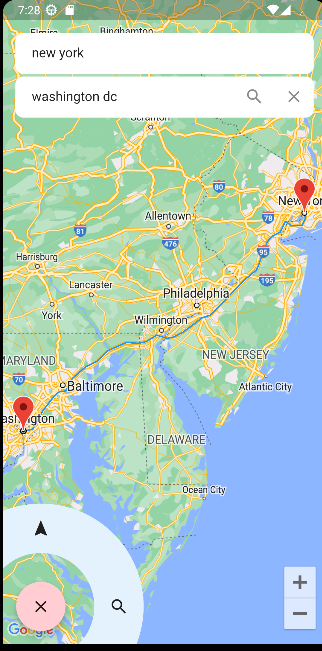 7:28
new york
Binghamton
washington dc
Scranton
80
New York
Allentown
78
81
476
95
Harrisburg
195
Lancaster
Philadelphia
York
Wilmington
MARYLAND
NEW JERSEY
70
Baltimore
Atlantic City
Washington
DELAWARE
Ocean City
+
−
Google